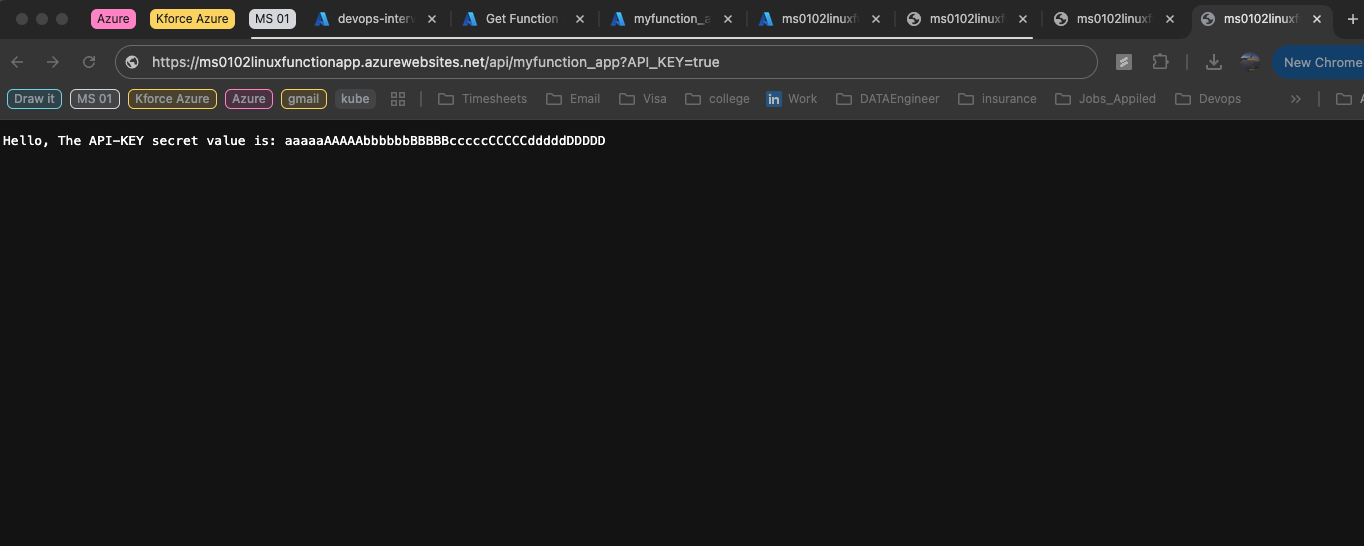 Azure Kforce Azure MS 01 devops-interv Get Function myfunction_a ms0102linuxf ms0102linuxf ms0102linuxf ms0102linuxf
https://ms0102linuxfunctionapp.azurewebsites.net/api/myfunction_app?API_KEY=true New Chrome
Draw it MS 01 Kforce Azure Azure gmail kube Timesheets Email Visa college in Work DATAEngineer insurance Jobs_Appiled Devops
Hello, The API-KEY secret value is: aaaaaAAAAAbbbbbbBBBBBcccccCCCCCdddddDDDDD